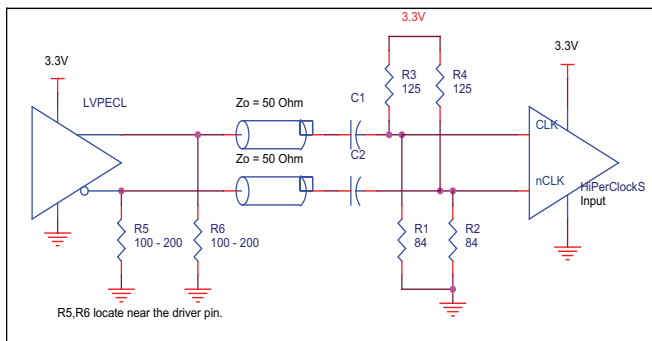 3.3V
3.3V
3.3V
LVPECL
R3
125
R4
125
Zo = 50 Ohm
C1
CLK
Zo = 50 Ohm
C2
nCLK
HiPerClockS
Input
R5
100 - 200
R6
100 - 200
R1
84
R2
84
R5,R6 locate near the driver pin.